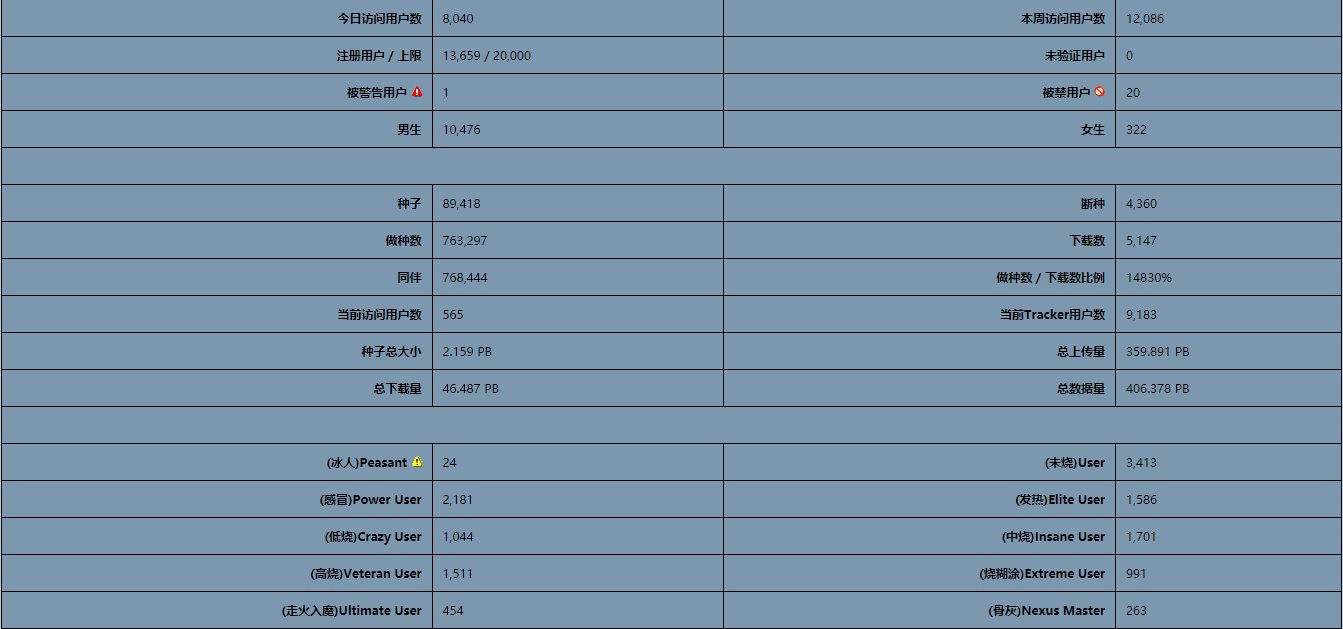 今日访问用户数 8,040 本周访问用户数 12,086
注册用户 / 上限 13,659 / 20,000 未验证用户 0
被警告用户 1 被禁用户 20
男生 10,476 女生 322
种子 89,418 断种 4,360
做种数 763,297 下载数 5,147
同伴 768,444 做种数 / 下载数比例 14830%
当前访问用户数 565 当前Tracker用户数 9,183
种子总大小 2.159 PB 总上传量 359.891 PB
总下载量 46.487 PB 总数据量 406.378 PB
(冰人)Peasant 24 (未烧)User 3,413
(感冒)Power User 2,181 (发热)Elite User 1,586
(低烧)Crazy User 1,044 (中烧)Insane User 1,701
(高烧)Veteran User 1,511 (烧糊涂)Extreme User 991
(走火入魔)Ultimate User 454 (骨灰)Nexus Master 263